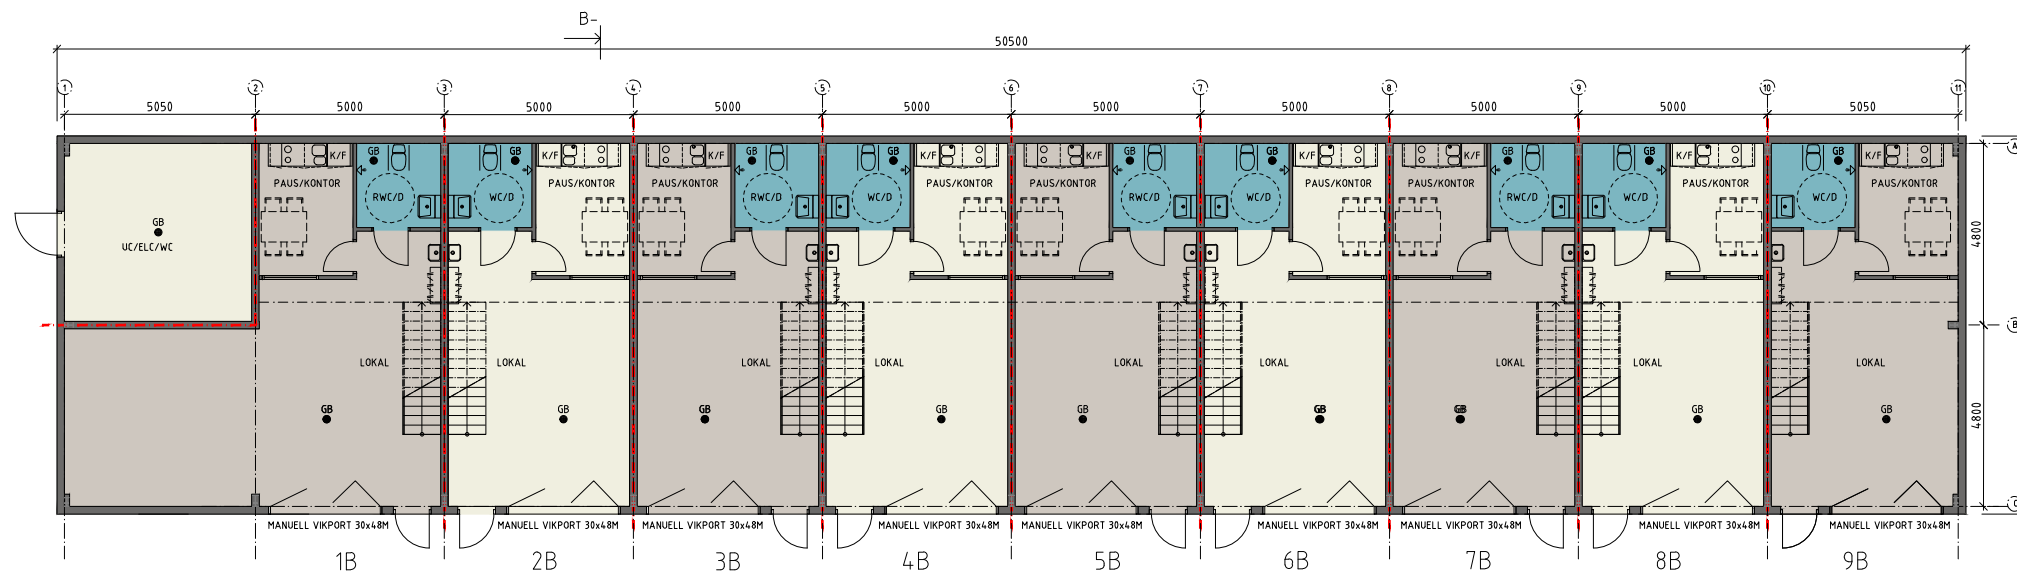 B-
50500
1 2 3 4 5 6 7 8 9 10 11
5050 5000 5000 5000 5000 5000 5000 5000 5000 5050
K/F GB GB K/F K/F GB GB K/F K/F GB GB K/F K/F GB GB K/F GB K/F
PAUS/KONTOR PAUS/KONTOR PAUS/KONTOR PAUS/KONTOR PAUS/KONTOR PAUS/KONTOR PAUS/KONTOR PAUS/KONTOR PAUS/KONTOR
RWC/D WC/D RWC/D WC/D RWC/D WC/D RWC/D WC/D WC/D
A
GB
UC/ELC/WC
4800
B
LOKAL LOKAL LOKAL LOKAL LOKAL LOKAL LOKAL LOKAL LOKAL
GB GB GB GB GB GB GB GB GB
4800
C
MANUELL VIKPORT 30x48M MANUELL VIKPORT 30x48M MANUELL VIKPORT 30x48M MANUELL VIKPORT 30x48M MANUELL VIKPORT 30x48M MANUELL VIKPORT 30x48M MANUELL VIKPORT 30x48M MANUELL VIKPORT 30x48M MANUELL VIKPORT 30x48M
1B 2B 3B 4B 5B 6B 7B 8B 9B